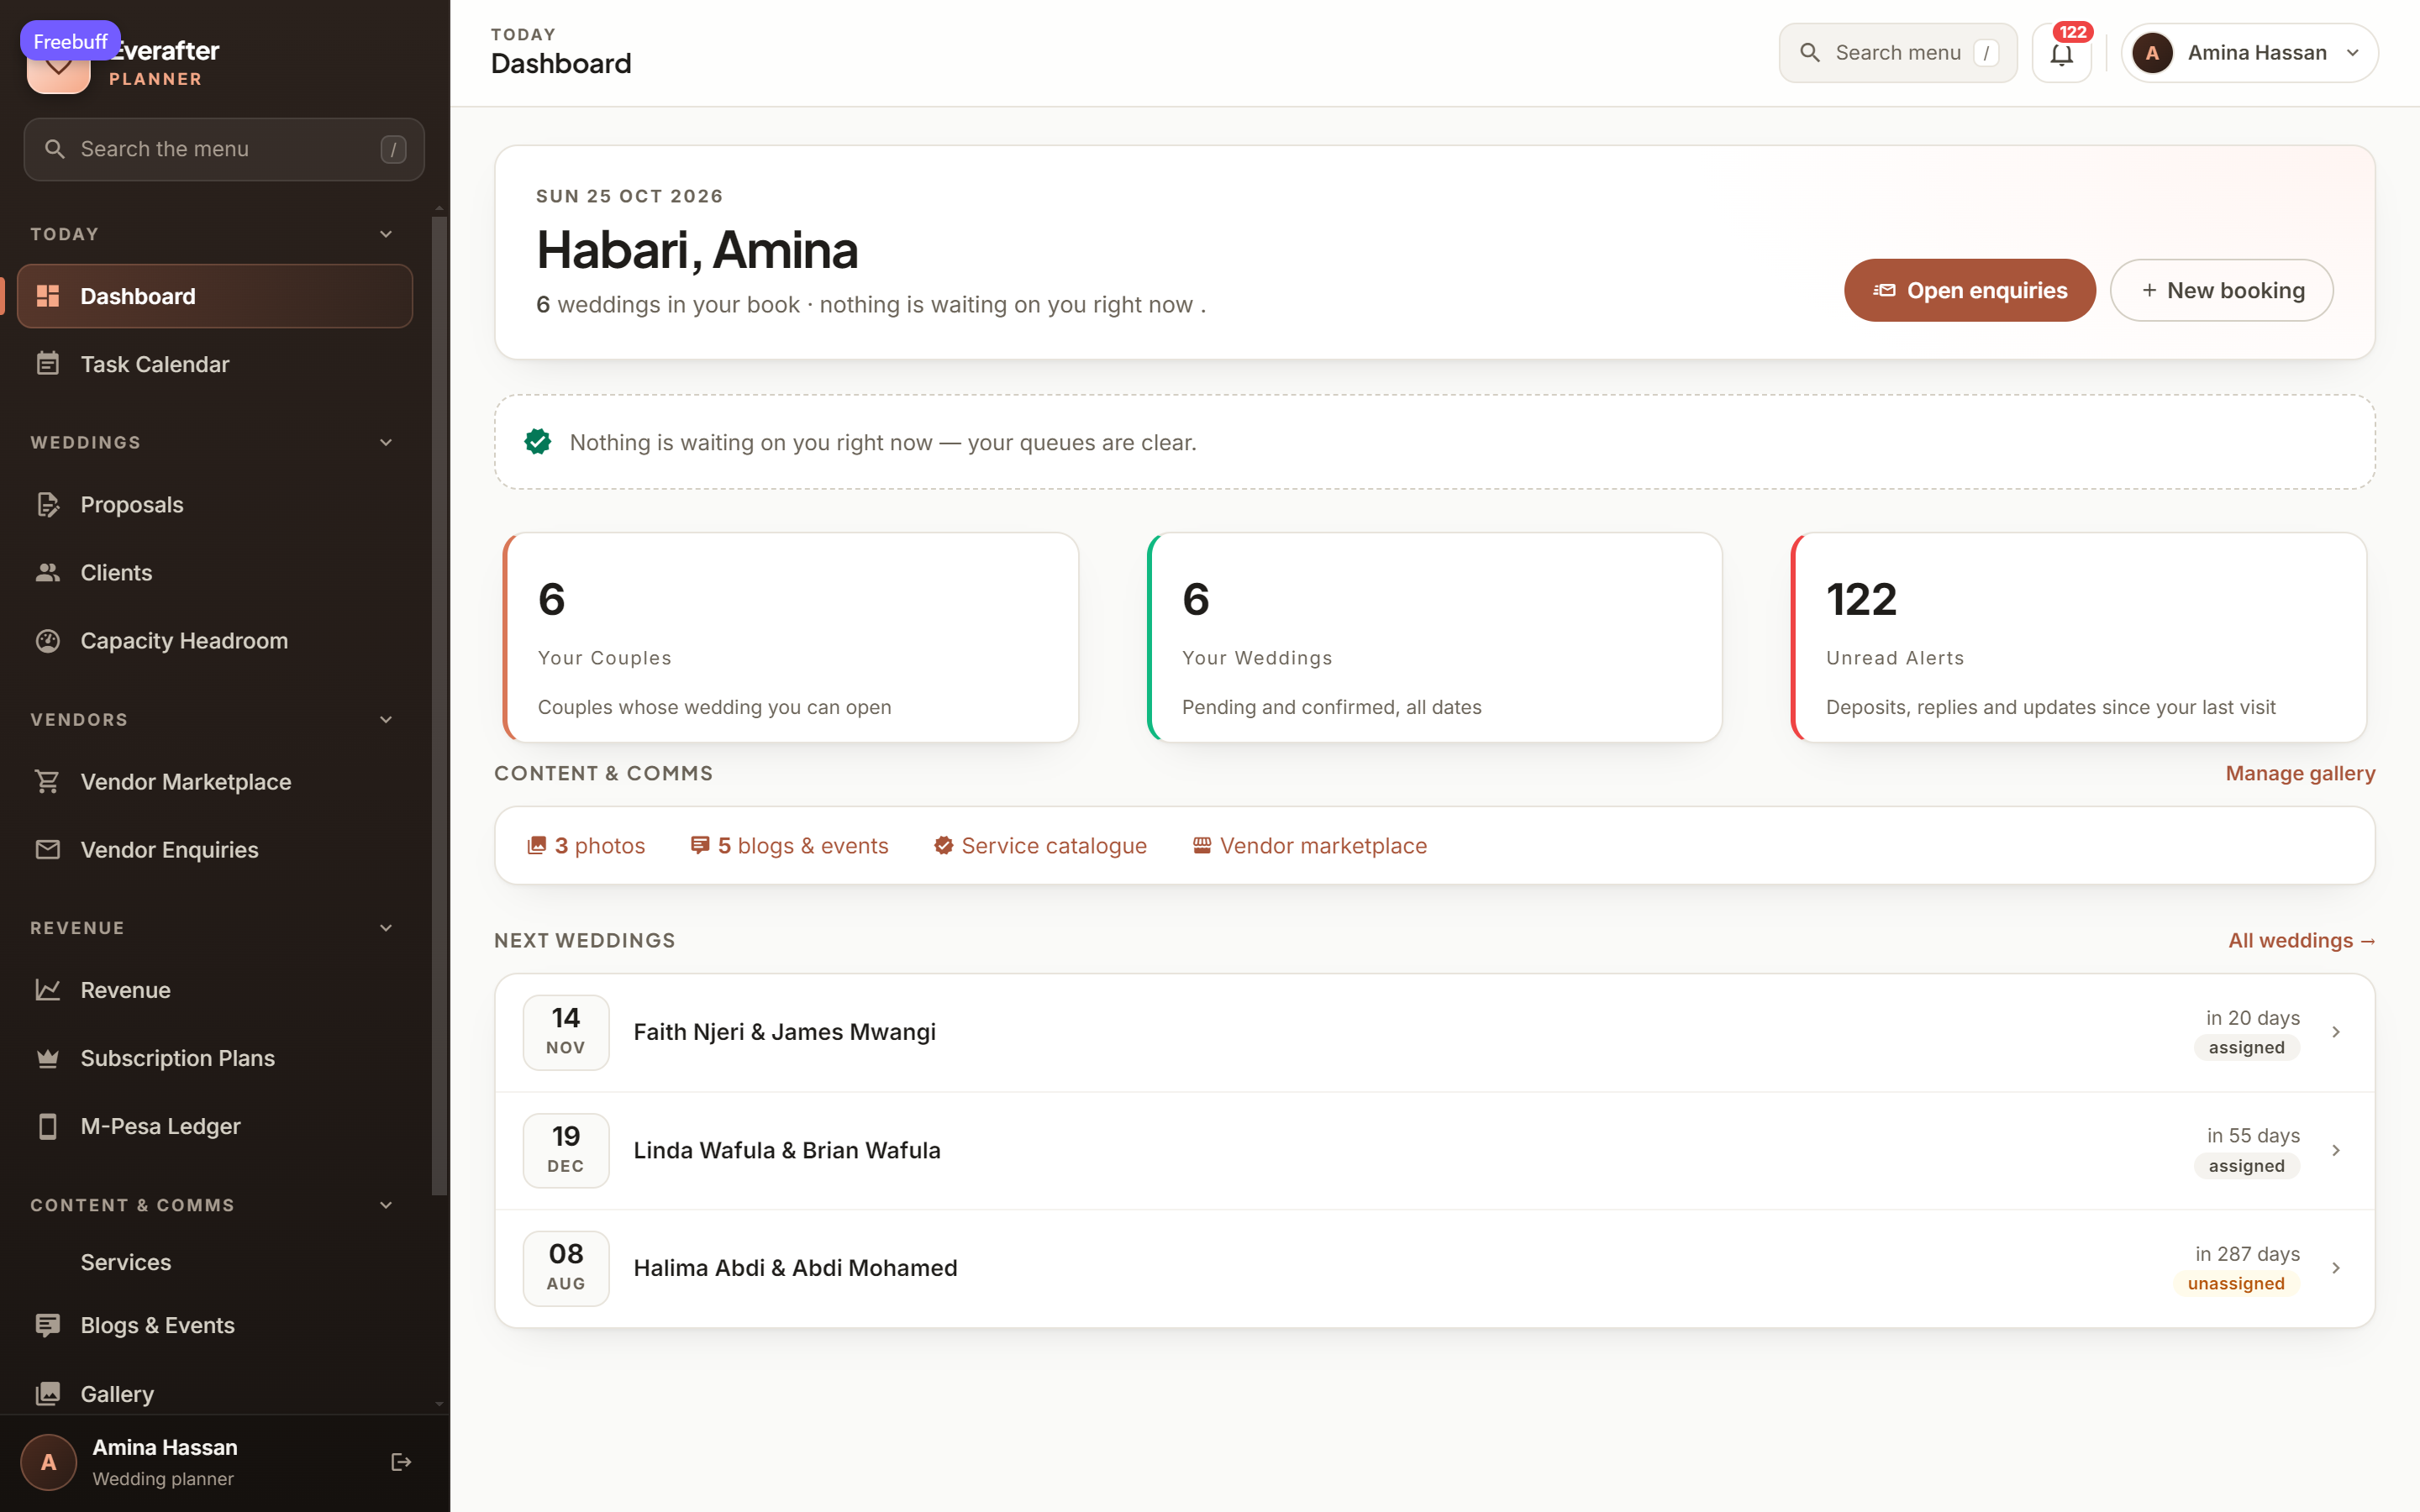 Freebuff
Everafter
PLANNER
Search the menu /
TODAY
Dashboard
Task Calendar
WEDDINGS
Proposals
Clients
Capacity Headroom
VENDORS
Vendor Marketplace
Vendor Enquiries
REVENUE
Revenue
Subscription Plans
M-Pesa Ledger
CONTENT & COMMS
Services
Blogs & Events
Gallery
A
Amina Hassan
Wedding planner
TODAY
Dashboard
Search menu /
122
A Amina Hassan
SUN 25 OCT 2026
Habari, Amina
6 weddings in your book · nothing is waiting on you right now .
Open enquiries
+ New booking
Nothing is waiting on you right now — your queues are clear.
6
Your Couples
Couples whose wedding you can open
6
Your Weddings
Pending and confirmed, all dates
122
Unread Alerts
Deposits, replies and updates since your last visit
CONTENT & COMMS
Manage gallery
3 photos
5 blogs & events
Service catalogue
Vendor marketplace
NEXT WEDDINGS
All weddings →
14
NOV
Faith Njeri & James Mwangi
in 20 days
assigned
19
DEC
Linda Wafula & Brian Wafula
in 55 days
assigned
08
AUG
Halima Abdi & Abdi Mohamed
in 287 days
unassigned